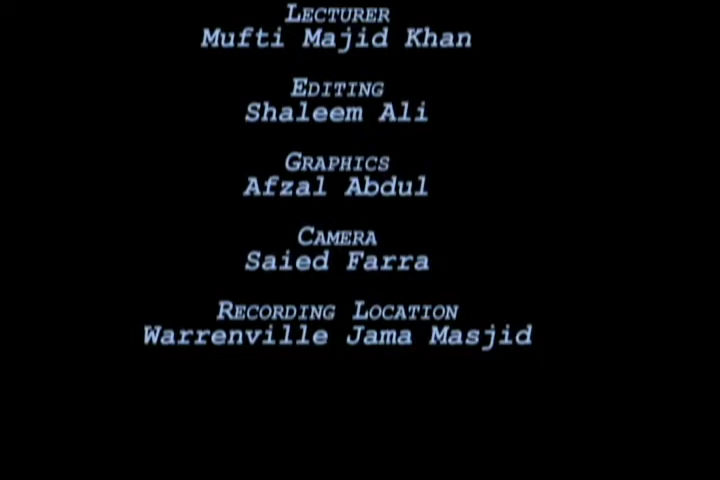 LECTURER
Mufti Majid Khan
EDITING
Shaleem Ali
GRAPHICS
Afzal Abdul
CAMERA
Saied Farra
RECORDING LOCATION
Warrenville Jama Masjid